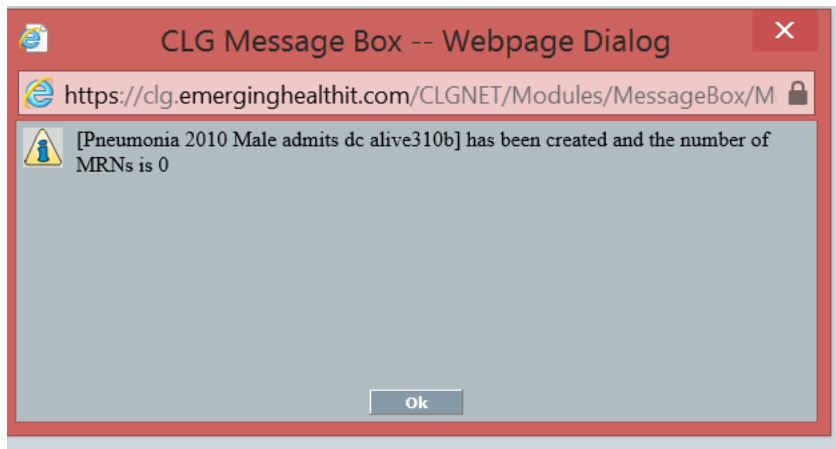 CLG Message Box -- Webpage Dialog
https://clg.emerginghealthit.com/CLGNET/Modules/MessageBox/M
[Pneumonia 2010 Male admits dc alive310b] has been created and the number of
MRNs is 0
Ok